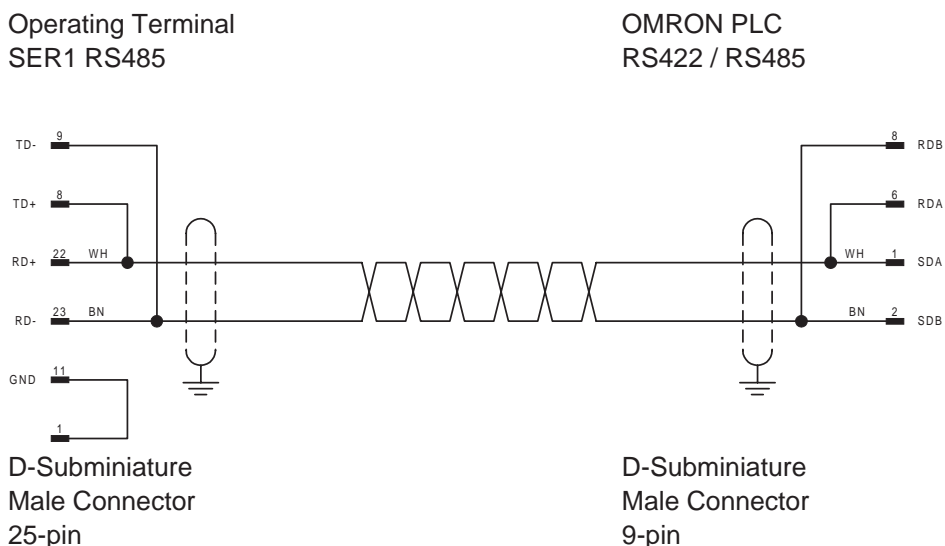 Operating Terminal
SER1 RS485
OMRON PLC
RS422 / RS485
TD- 9
8 RDB
TD+ 8
6 RDA
RD+ 22 WH
WH 1 SDA
RD- 23 BN
BN 2 SDB
GND 11
1
D-Subminiature
Male Connector
25-pin
D-Subminiature
Male Connector
9-pin